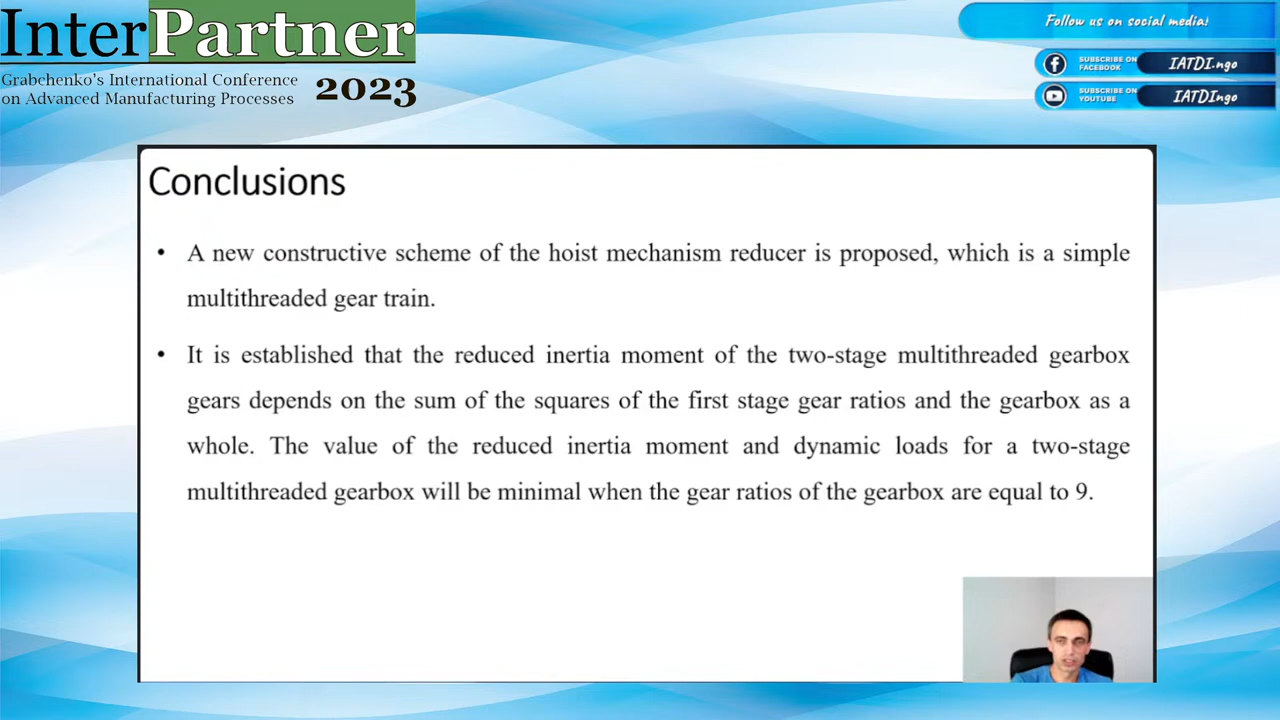 InterPartner
Grabchenko's International Conference
on Advanced Manufacturing Processes
2023
Follow us on social media!
SUBSCRIBE ON
FACEBOOK
IATDI.ngo
SUBSCRIBE ON
YOUTUBE
IATDIngo
Conclusions
• A new constructive scheme of the hoist mechanism reducer is proposed, which is a simple
multithreaded gear train.
• It is established that the reduced inertia moment of the two-stage multithreaded gearbox
gears depends on the sum of the squares of the first stage gear ratios and the gearbox as a
whole. The value of the reduced inertia moment and dynamic loads for a two-stage
multithreaded gearbox will be minimal when the gear ratios of the gearbox are equal to 9.